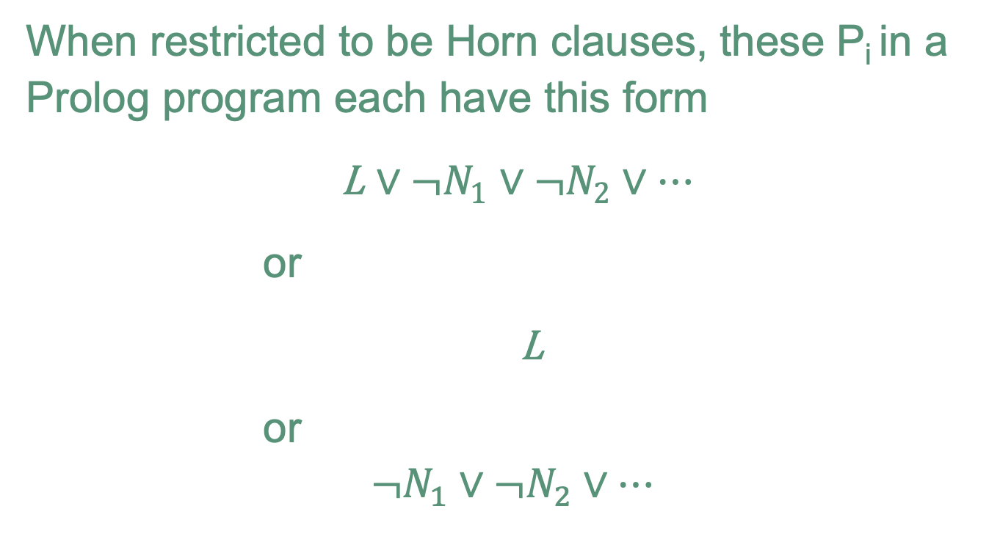 When restricted to be Horn clauses, these Pᵢ in a
Prolog program each have this form
L ∨ ¬N₁ ∨ ¬N₂ ∨ ⋯
or
L
or
¬N₁ ∨ ¬N₂ ∨ ⋯